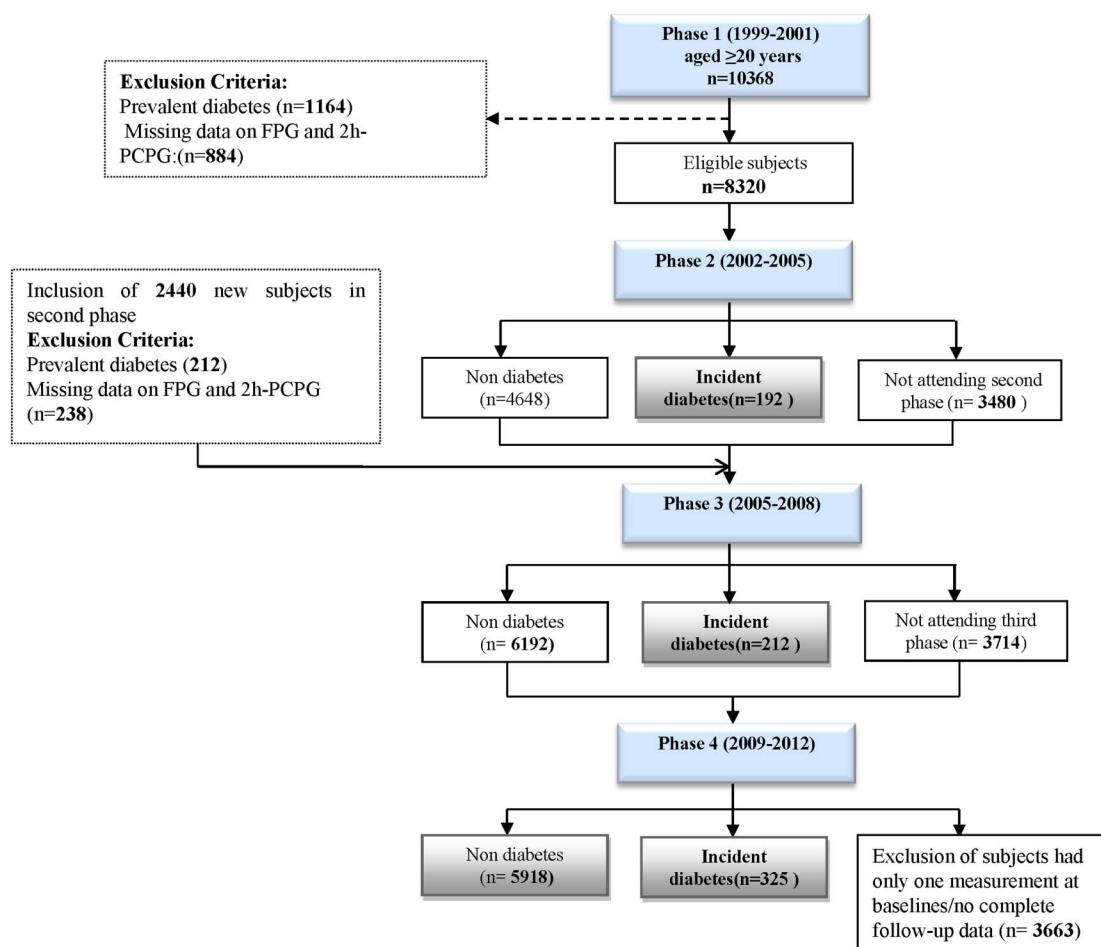 Phase 1 (1999-2001)
aged ≥20 years
n=10368
Exclusion Criteria:
Prevalent diabetes (n=1164)
Missing data on FPG and 2h-
PCPG:(n=884)
Eligible subjects
n=8320
Phase 2 (2002-2005)
Inclusion of 2440 new subjects in
second phase
Exclusion Criteria:
Prevalent diabetes (212)
Missing data on FPG and 2h-PCPG
(n=238)
Non diabetes
(n=4648)
Incident
diabetes(n=192 )
Not attending second
phase (n= 3480 )
Phase 3 (2005-2008)
Non diabetes
(n= 6192)
Incident
diabetes(n=212 )
Not attending third
phase (n= 3714)
Phase 4 (2009-2012)
Non diabetes
(n= 5918)
Incident
diabetes(n=325 )
Exclusion of subjects had
only one measurement at
baselines/no complete
follow-up data (n= 3663)